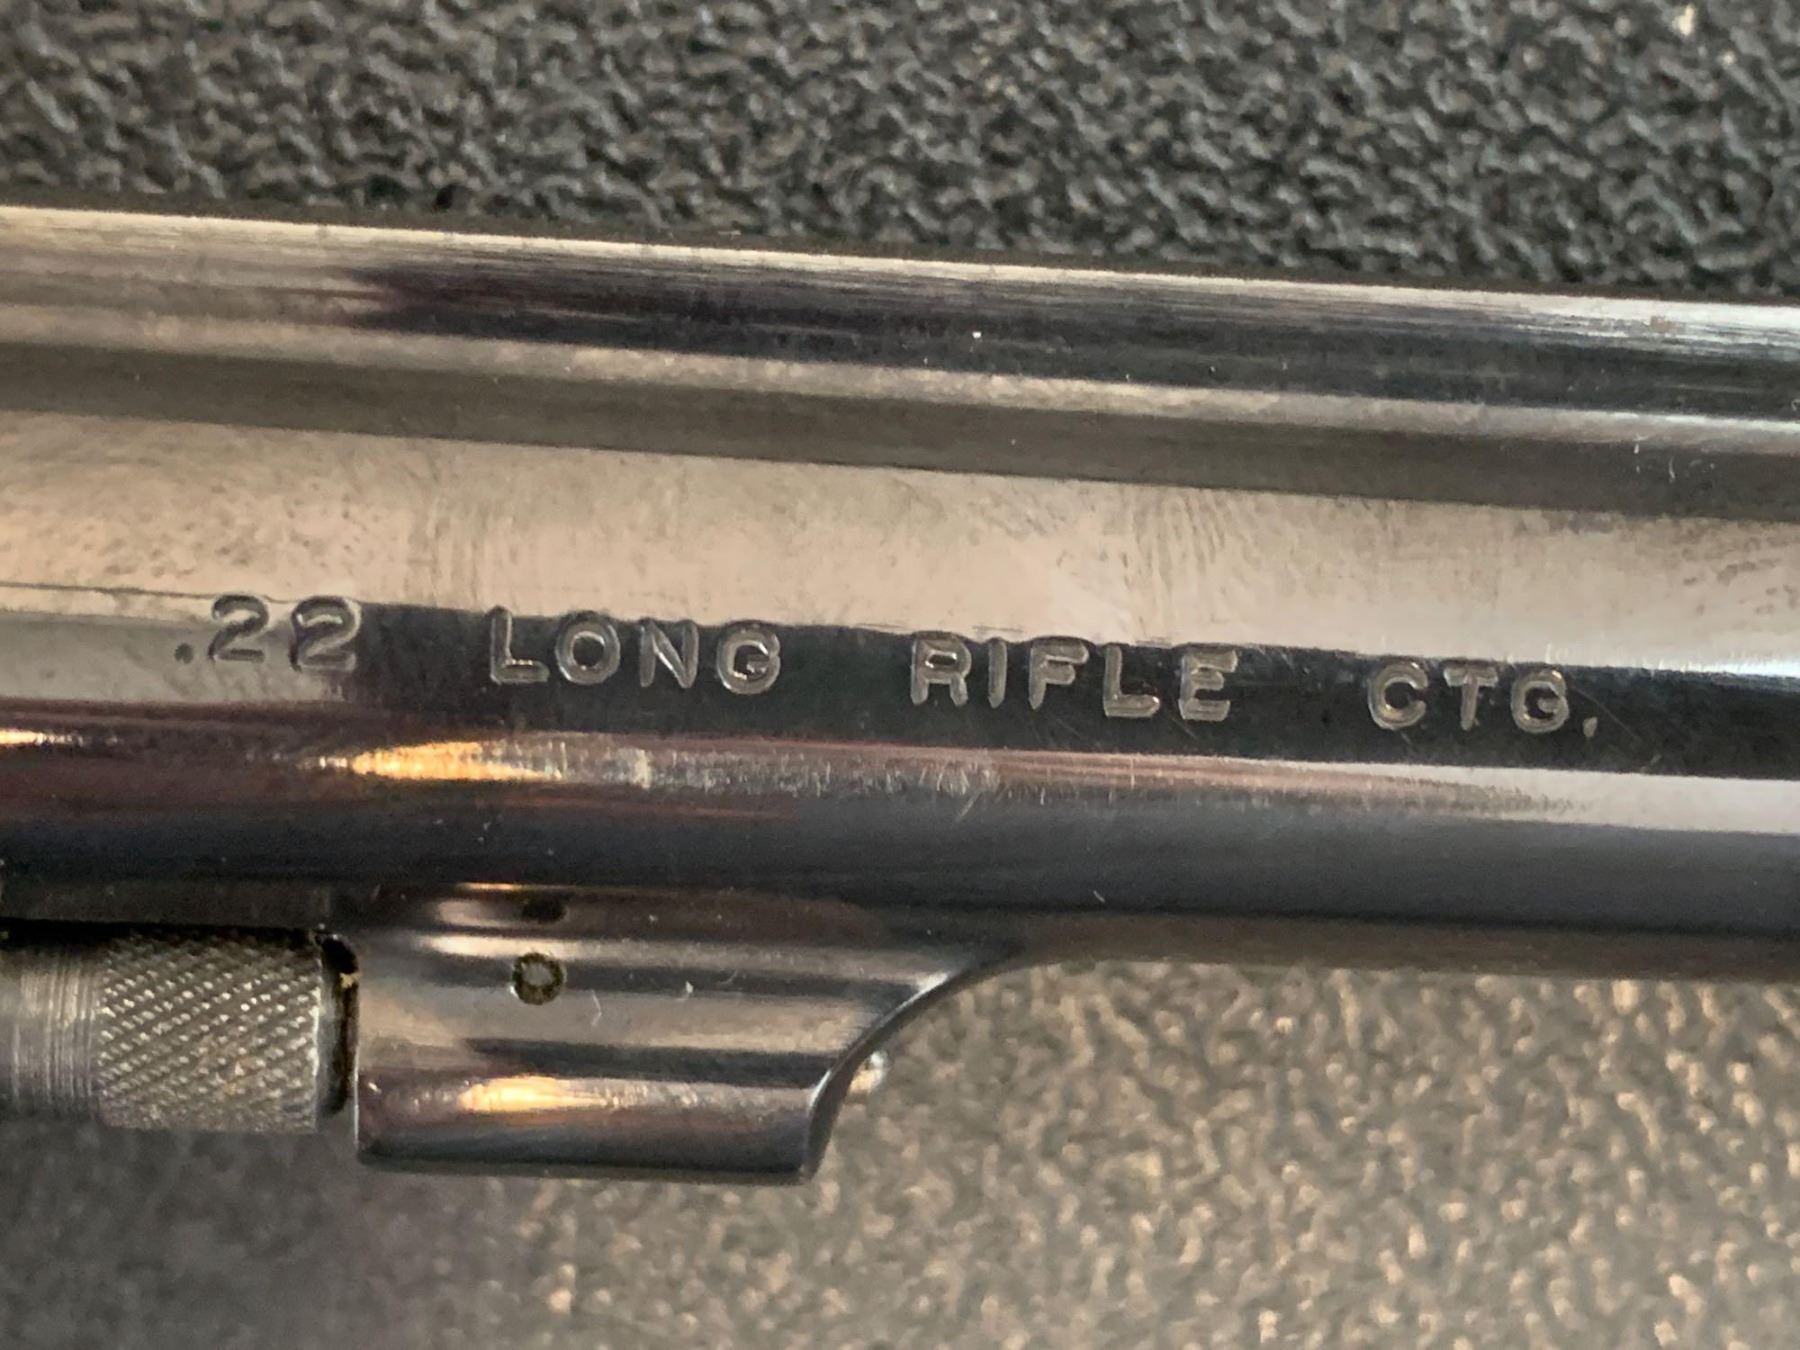 .22 LONG RIFLE CTG.